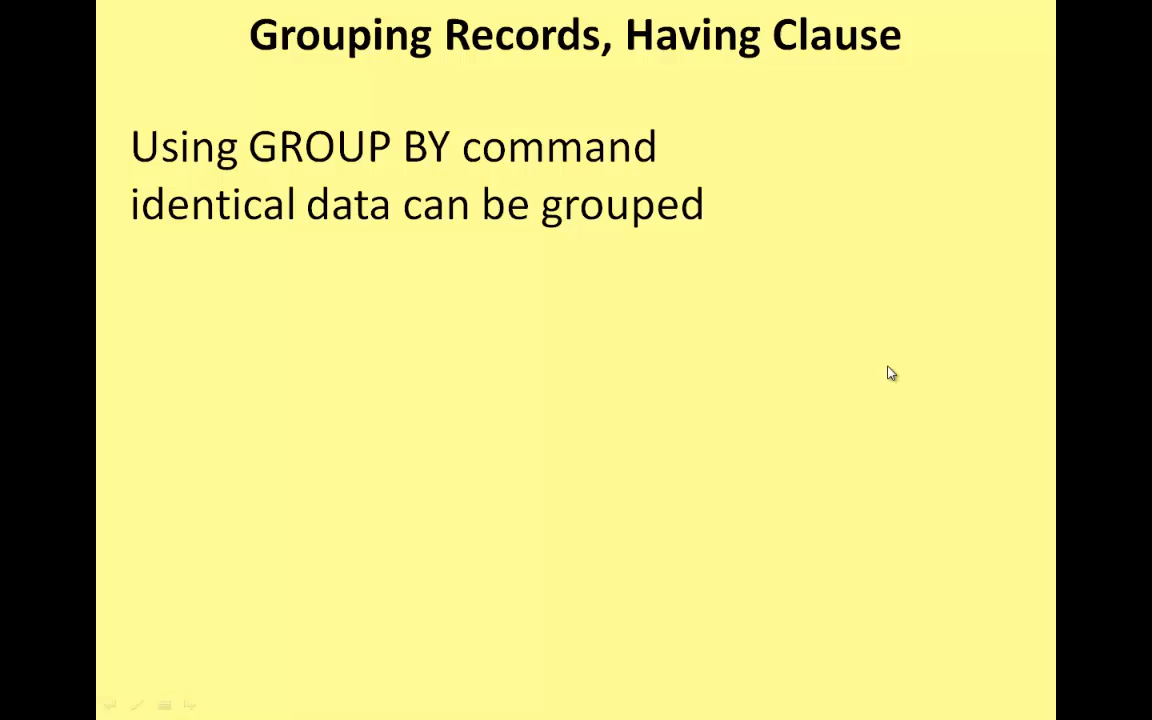 Grouping Records, Having Clause
Using GROUP BY command
identical data can be grouped